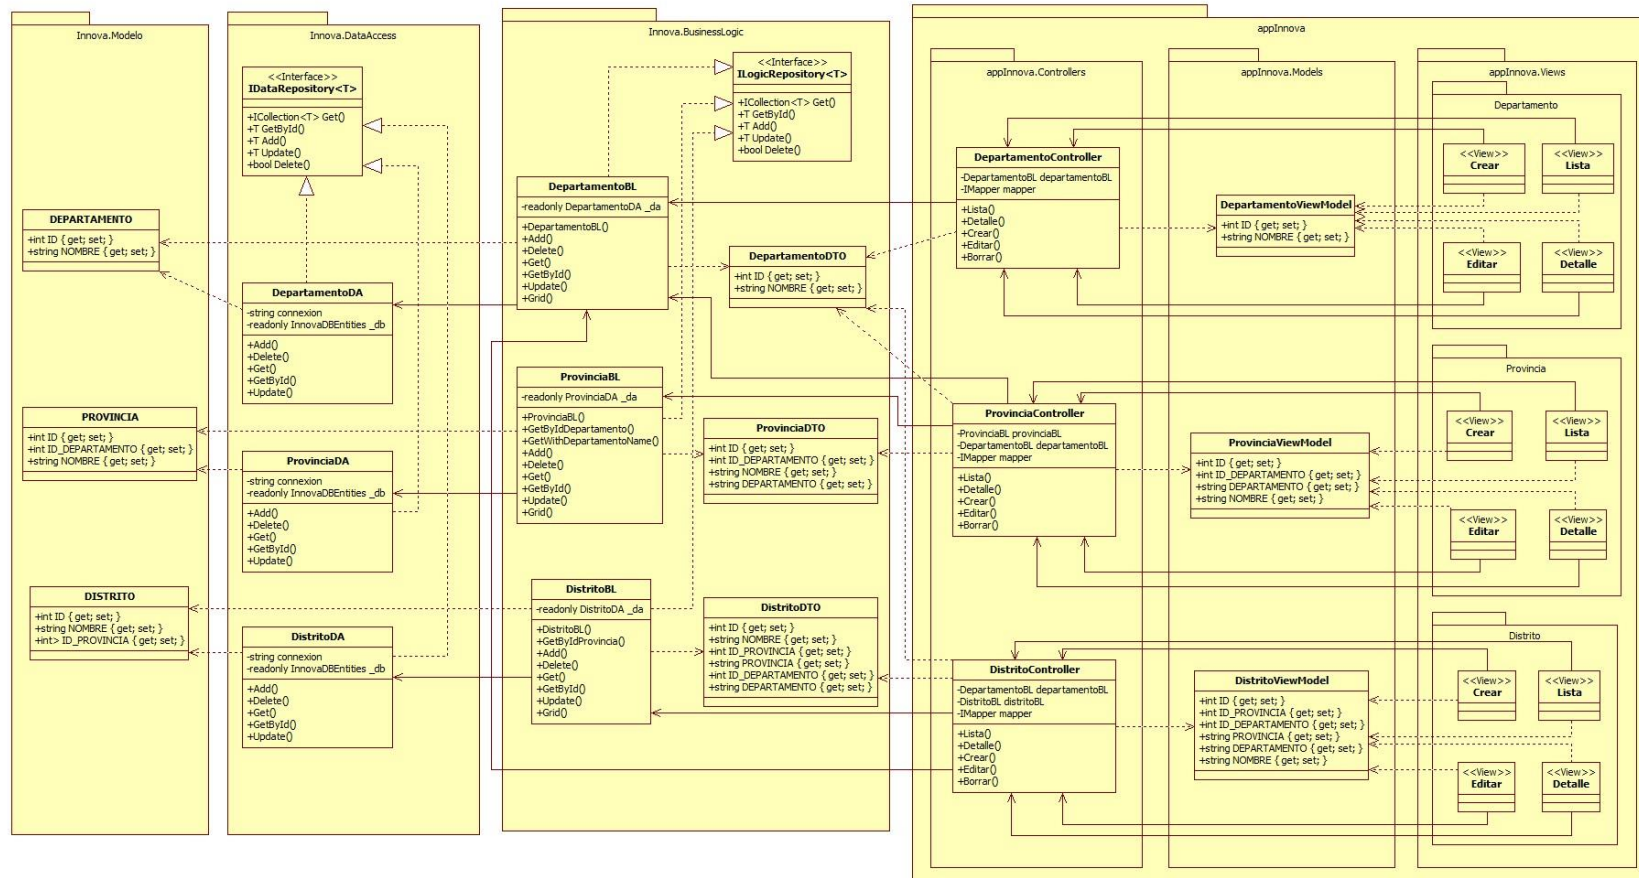 Innova.Modelo
DEPARTAMENTO
+int ID { get; set; }
+string NOMBRE { get; set; }
PROVINCIA
+int ID { get; set; }
+int ID_DEPARTAMENTO { get; set; }
+string NOMBRE { get; set; }
DISTRITO
+int ID { get; set; }
+string NOMBRE { get; set; }
+int> ID_PROVINCIA { get; set; }
Innova.DataAccess
<<Interface>>
IDataRepository<T>
+ICollection<T> Get()
+T GetById()
+T Add()
+T Update()
+bool Delete()
DepartamentoDA
-string connexion
-readonly InnovaDBEntities _db
+Add()
+Delete()
+Get()
+GetById()
+Update()
ProvinciaDA
-string connexion
-readonly InnovaDBEntities _db
+Add()
+Delete()
+Get()
+GetById()
+Update()
DistritoDA
-string connexion
-readonly InnovaDBEntities _db
+Add()
+Delete()
+Get()
+GetById()
+Update()
Innova.BusinessLogic
<<Interface>>
ILogicRepository<T>
+ICollection<T> Get()
+T GetById()
+T Add()
+T Update()
+bool Delete()
DepartamentoBL
-readonly DepartamentoDA _da
+DepartamentoBL()
+Add()
+Delete()
+Get()
+GetById()
+Update()
+Grid()
DepartamentoDTO
+int ID { get; set; }
+string NOMBRE { get; set; }
ProvinciaBL
-readonly ProvinciaDA _da
+ProvinciaBL()
+GetByIdDepartamento()
+GetWithDepartamentoName()
+Add()
+Delete()
+Get()
+GetById()
+Update()
+Grid()
ProvinciaDTO
+int ID { get; set; }
+int ID_DEPARTAMENTO { get; set; }
+string NOMBRE { get; set; }
+string DEPARTAMENTO { get; set; }
DistritoBL
-readonly DistritoDA _da
+DistritoBL()
+GetByIdProvincia()
+Add()
+Delete()
+Get()
+GetById()
+Update()
+Grid()
DistritoDTO
+int ID { get; set; }
+string NOMBRE { get; set; }
+int ID_PROVINCIA { get; set; }
+string PROVINCIA { get; set; }
+int ID_DEPARTAMENTO { get; set; }
+string DEPARTAMENTO { get; set; }
appInnova
appInnova.Controllers
DepartamentoController
-DepartamentoBL departamentoBL
-IMapper mapper
+Lista()
+Detalle()
+Crear()
+Editar()
+Borrar()
ProvinciaController
-ProvinciaBL provinciaBL
-DepartamentoBL departamentoBL
-IMapper mapper
+Lista()
+Detalle()
+Crear()
+Editar()
+Borrar()
DistritoController
-DepartamentoBL departamentoBL
-DistritoBL distritoBL
-IMapper mapper
+Lista()
+Detalle()
+Crear()
+Editar()
+Borrar()
appInnova.Models
DepartamentoViewModel
+int ID { get; set; }
+string NOMBRE { get; set; }
ProvinciaViewModel
+int ID { get; set; }
+int ID_DEPARTAMENTO { get; set; }
+string DEPARTAMENTO { get; set; }
+string NOMBRE { get; set; }
DistritoViewModel
+int ID { get; set; }
+int ID_PROVINCIA { get; set; }
+int ID_DEPARTAMENTO { get; set; }
+string PROVINCIA { get; set; }
+string DEPARTAMENTO { get; set; }
+string NOMBRE { get; set; }
appInnova.Views
Departamento
<<View>>
Crear
<<View>>
Lista
<<View>>
Editar
<<View>>
Detalle
Provincia
<<View>>
Crear
<<View>>
Lista
<<View>>
Editar
<<View>>
Detalle
Distrito
<<View>>
Crear
<<View>>
Lista
<<View>>
Editar
<<View>>
Detalle